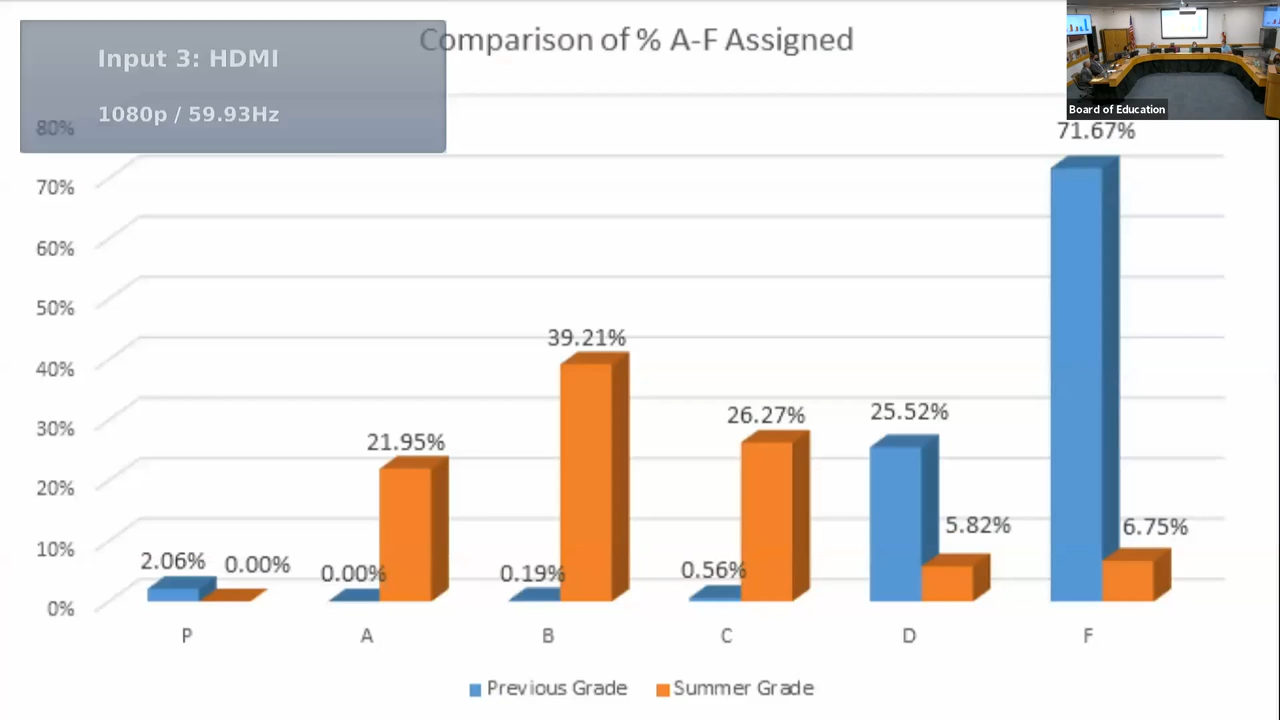 Comparison of % A-F Assigned
Input 3: HDMI
1080p / 59.93Hz
Board of Education
80%
70%
60%
50%
40%
30%
20%
10%
0%
2.06%
0.00%
0.00%
21.95%
0.19%
39.21%
0.56%
26.27%
25.52%
5.82%
71.67%
6.75%
P
A
B
C
D
F
Previous Grade
Summer Grade